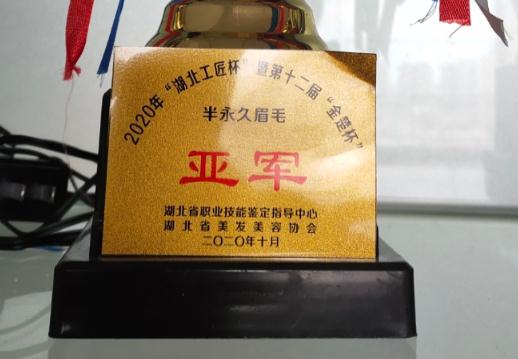 2020年“湖北工匠杯”暨第十二届“金楚杯”
半永久眉毛
亚军
湖北省职业技能鉴定指导中心
湖北省美发美容协会
二〇二〇年十月